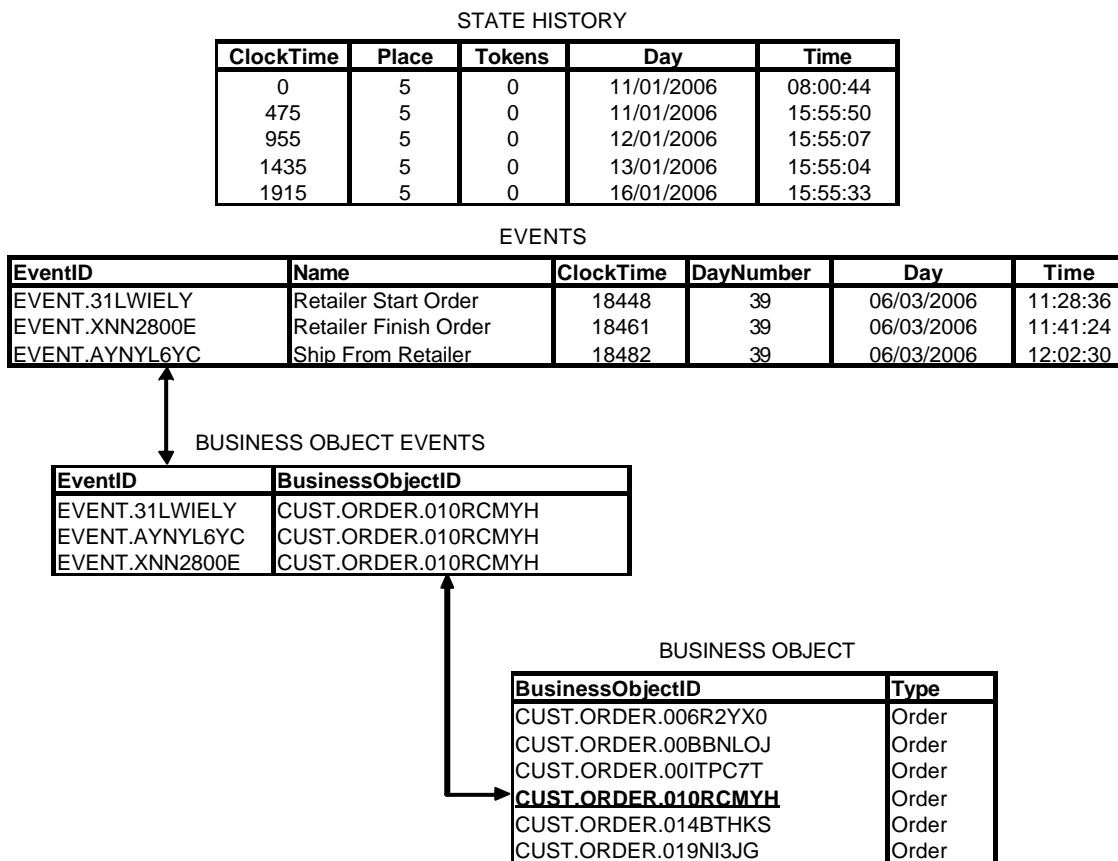 STATE HISTORY
ClockTime Place Tokens Day Time
0 5 0 11/01/2006 08:00:44
475 5 0 11/01/2006 15:55:50
955 5 0 12/01/2006 15:55:07
1435 5 0 13/01/2006 15:55:04
1915 5 0 16/01/2006 15:55:33
EVENTS
EventID Name ClockTime DayNumber Day Time
EVENT.31LWIELY Retailer Start Order 18448 39 06/03/2006 11:28:36
EVENT.XNN2800E Retailer Finish Order 18461 39 06/03/2006 11:41:24
EVENT.AYNYL6YC Ship From Retailer 18482 39 06/03/2006 12:02:30
BUSINESS OBJECT EVENTS
EventID BusinessObjectID
EVENT.31LWIELY CUST.ORDER.010RCMYH
EVENT.AYNYL6YC CUST.ORDER.010RCMYH
EVENT.XNN2800E CUST.ORDER.010RCMYH
BUSINESS OBJECT
BusinessObjectID Type
CUST.ORDER.006R2YX0 Order
CUST.ORDER.00BBNLOJ Order
CUST.ORDER.00ITPC7T Order
CUST.ORDER.010RCMYH Order
CUST.ORDER.014BTHKS Order
CUST.ORDER.019NI3JG Order